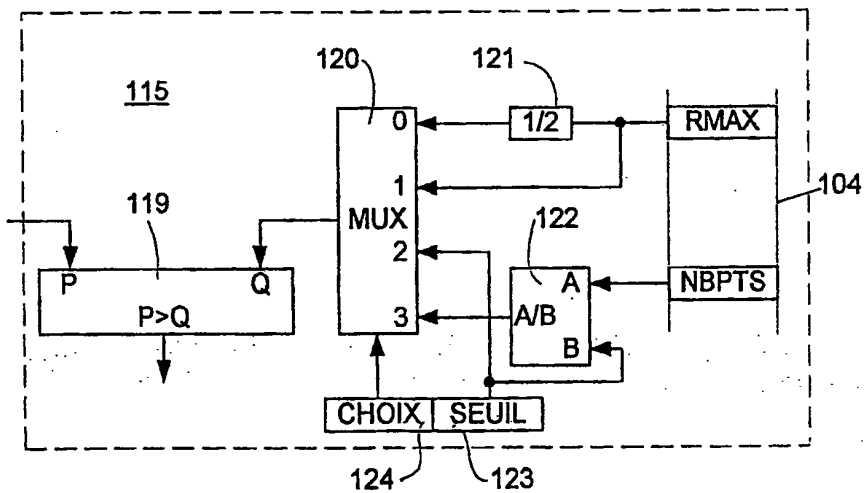 115
120
121
0
1/2
RMAX
1
104
MUX
119
122
2
P
Q
A
NBPTS
P>Q
3
A/B
B
CHOIX
SEUIL
124
123